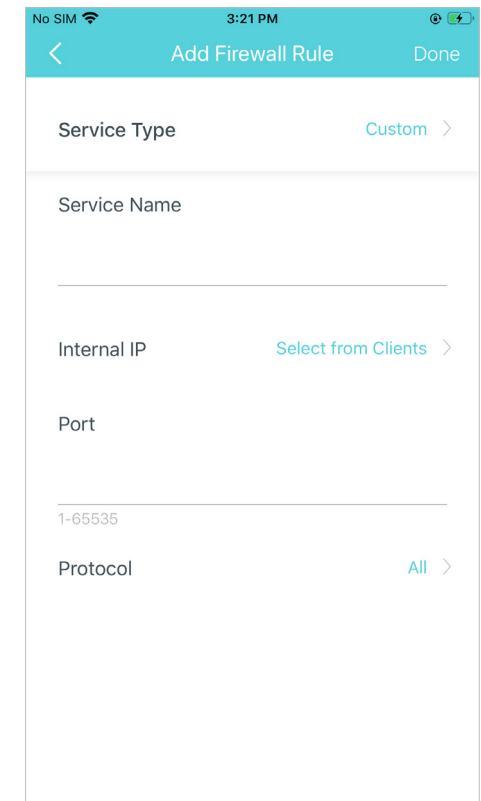 No SIM 3:21 PM
Add Firewall Rule Done
Service Type Custom
Service Name
Internal IP Select from Clients
Port
1-65535
Protocol All